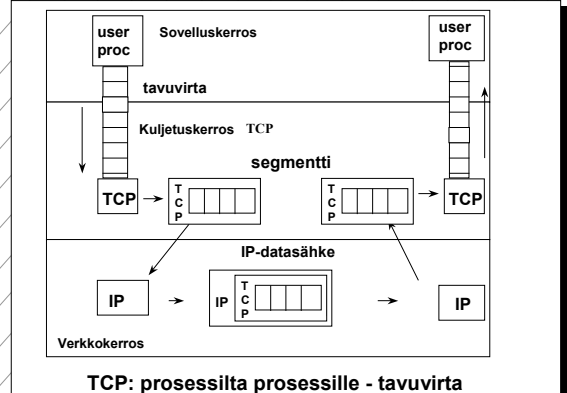 user
proc
Sovelluskerros
user
proc
tavuvirta
Kuljetuskerros TCP
segmentti
TCP
T
C
P
T
C
P
TCP
IP-datasähke
IP
IP
T
C
P
IP
Verkkokerros
TCP: prosessilta prosessille - tavuvirta